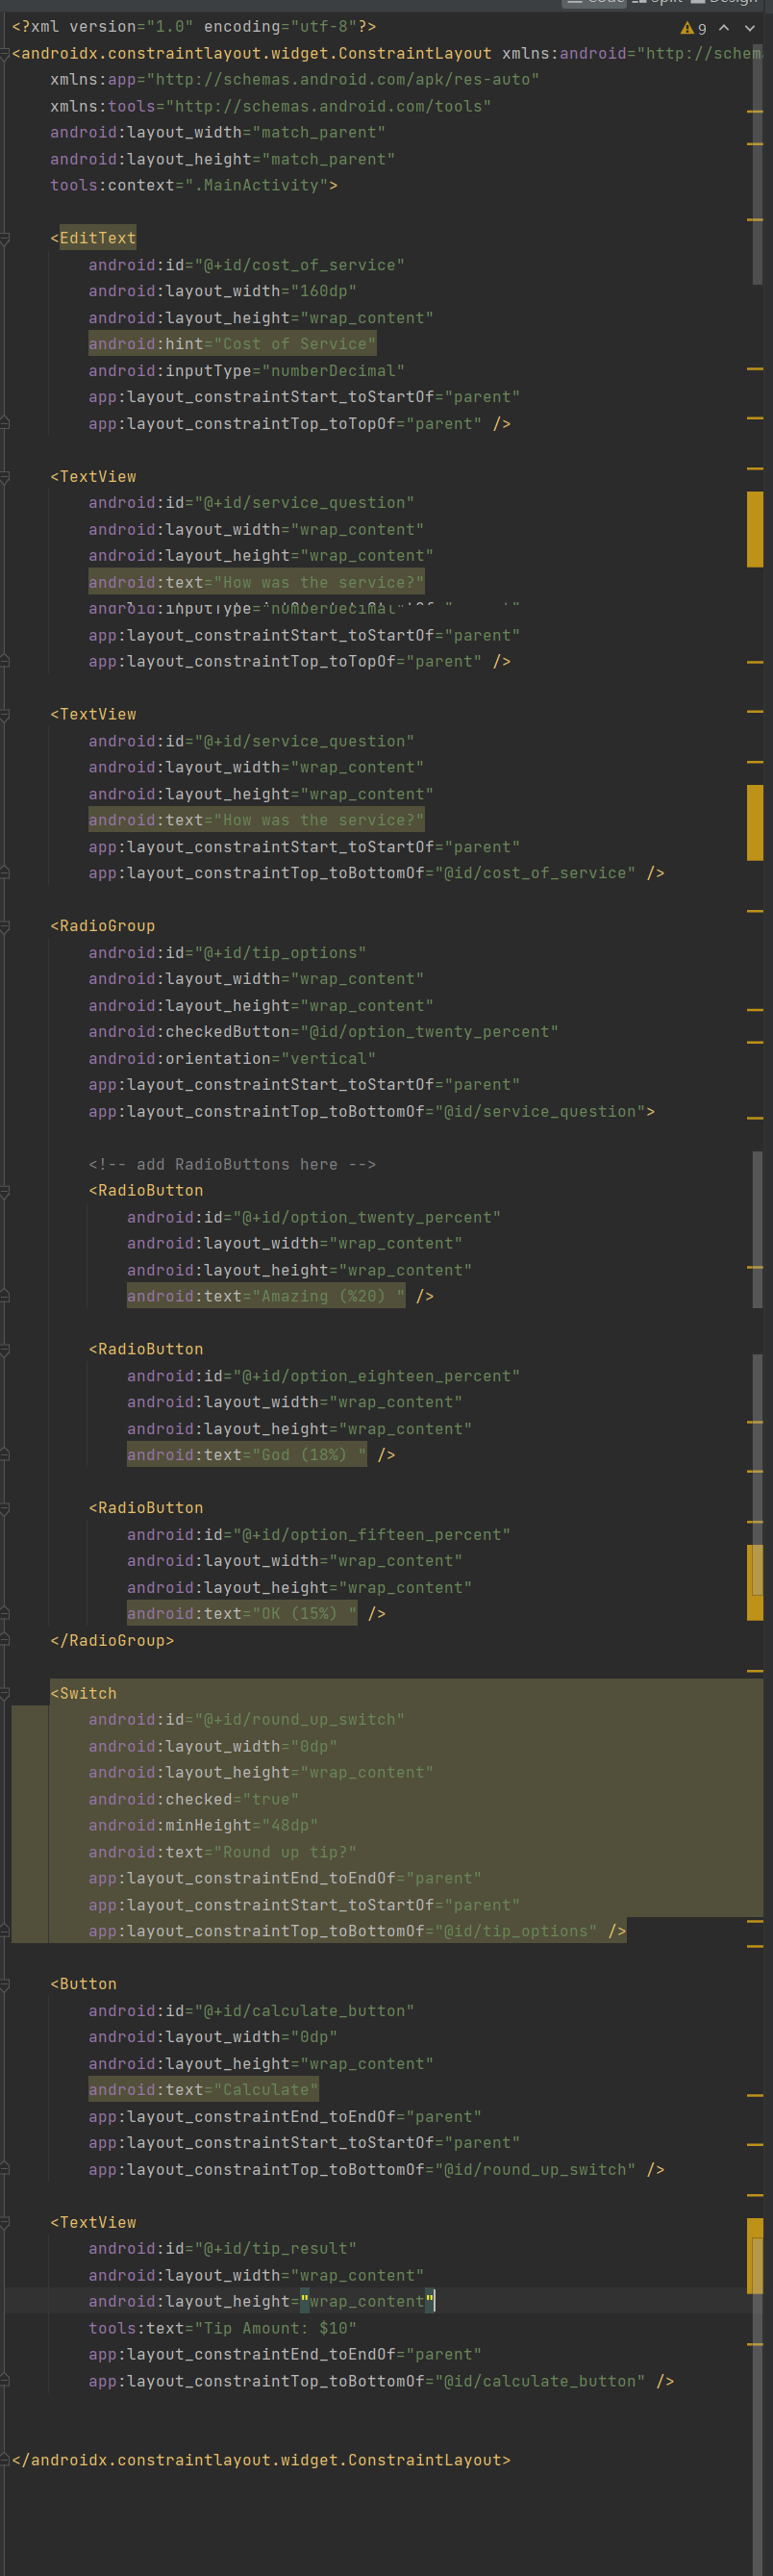 Code Split Design
<?xml version="1.0" encoding="utf-8"?>
9
<androidx.constraintlayout.widget.ConstraintLayout xmlns:android="http://schem
    xmlns:app="http://schemas.android.com/apk/res-auto"
    xmlns:tools="http://schemas.android.com/tools"
    android:layout_width="match_parent"
    android:layout_height="match_parent"
    tools:context=".MainActivity">
    <EditText
        android:id="@+id/cost_of_service"
        android:layout_width="160dp"
        android:layout_height="wrap_content"
        android:hint="Cost of Service"
        android:inputType="numberDecimal"
        app:layout_constraintStart_toStartOf="parent"
        app:layout_constraintTop_toTopOf="parent" />
    <TextView
        android:id="@+id/service_question"
        android:layout_width="wrap_content"
        android:layout_height="wrap_content"
        android:text="How was the service?"
        android:inputType="numberDecimal"
        app:layout_constraintStart_toStartOf="parent"
        app:layout_constraintTop_toTopOf="parent" />
    <TextView
        android:id="@+id/service_question"
        android:layout_width="wrap_content"
        android:layout_height="wrap_content"
        android:text="How was the service?"
        app:layout_constraintStart_toStartOf="parent"
        app:layout_constraintTop_toBottomOf="@id/cost_of_service" />
    <RadioGroup
        android:id="@+id/tip_options"
        android:layout_width="wrap_content"
        android:layout_height="wrap_content"
        android:checkedButton="@id/option_twenty_percent"
        android:orientation="vertical"
        app:layout_constraintStart_toStartOf="parent"
        app:layout_constraintTop_toBottomOf="@id/service_question">
        <!-- add RadioButtons here -->
        <RadioButton
            android:id="@+id/option_twenty_percent"
            android:layout_width="wrap_content"
            android:layout_height="wrap_content"
            android:text="Amazing (%20) " />
        <RadioButton
            android:id="@+id/option_eighteen_percent"
            android:layout_width="wrap_content"
            android:layout_height="wrap_content"
            android:text="God (18%) " />
        <RadioButton
            android:id="@+id/option_fifteen_percent"
            android:layout_width="wrap_content"
            android:layout_height="wrap_content"
            android:text="OK (15%) " />
    </RadioGroup>
    <Switch
        android:id="@+id/round_up_switch"
        android:layout_width="0dp"
        android:layout_height="wrap_content"
        android:checked="true"
        android:minHeight="48dp"
        android:text="Round up tip?"
        app:layout_constraintEnd_toEndOf="parent"
        app:layout_constraintStart_toStartOf="parent"
        app:layout_constraintTop_toBottomOf="@id/tip_options" />
    <Button
        android:id="@+id/calculate_button"
        android:layout_width="0dp"
        android:layout_height="wrap_content"
        android:text="Calculate"
        app:layout_constraintEnd_toEndOf="parent"
        app:layout_constraintStart_toStartOf="parent"
        app:layout_constraintTop_toBottomOf="@id/round_up_switch" />
    <TextView
        android:id="@+id/tip_result"
        android:layout_width="wrap_content"
        android:layout_height="wrap_content"
        tools:text="Tip Amount: $10"
        app:layout_constraintEnd_toEndOf="parent"
        app:layout_constraintTop_toBottomOf="@id/calculate_button" />
</androidx.constraintlayout.widget.ConstraintLayout>